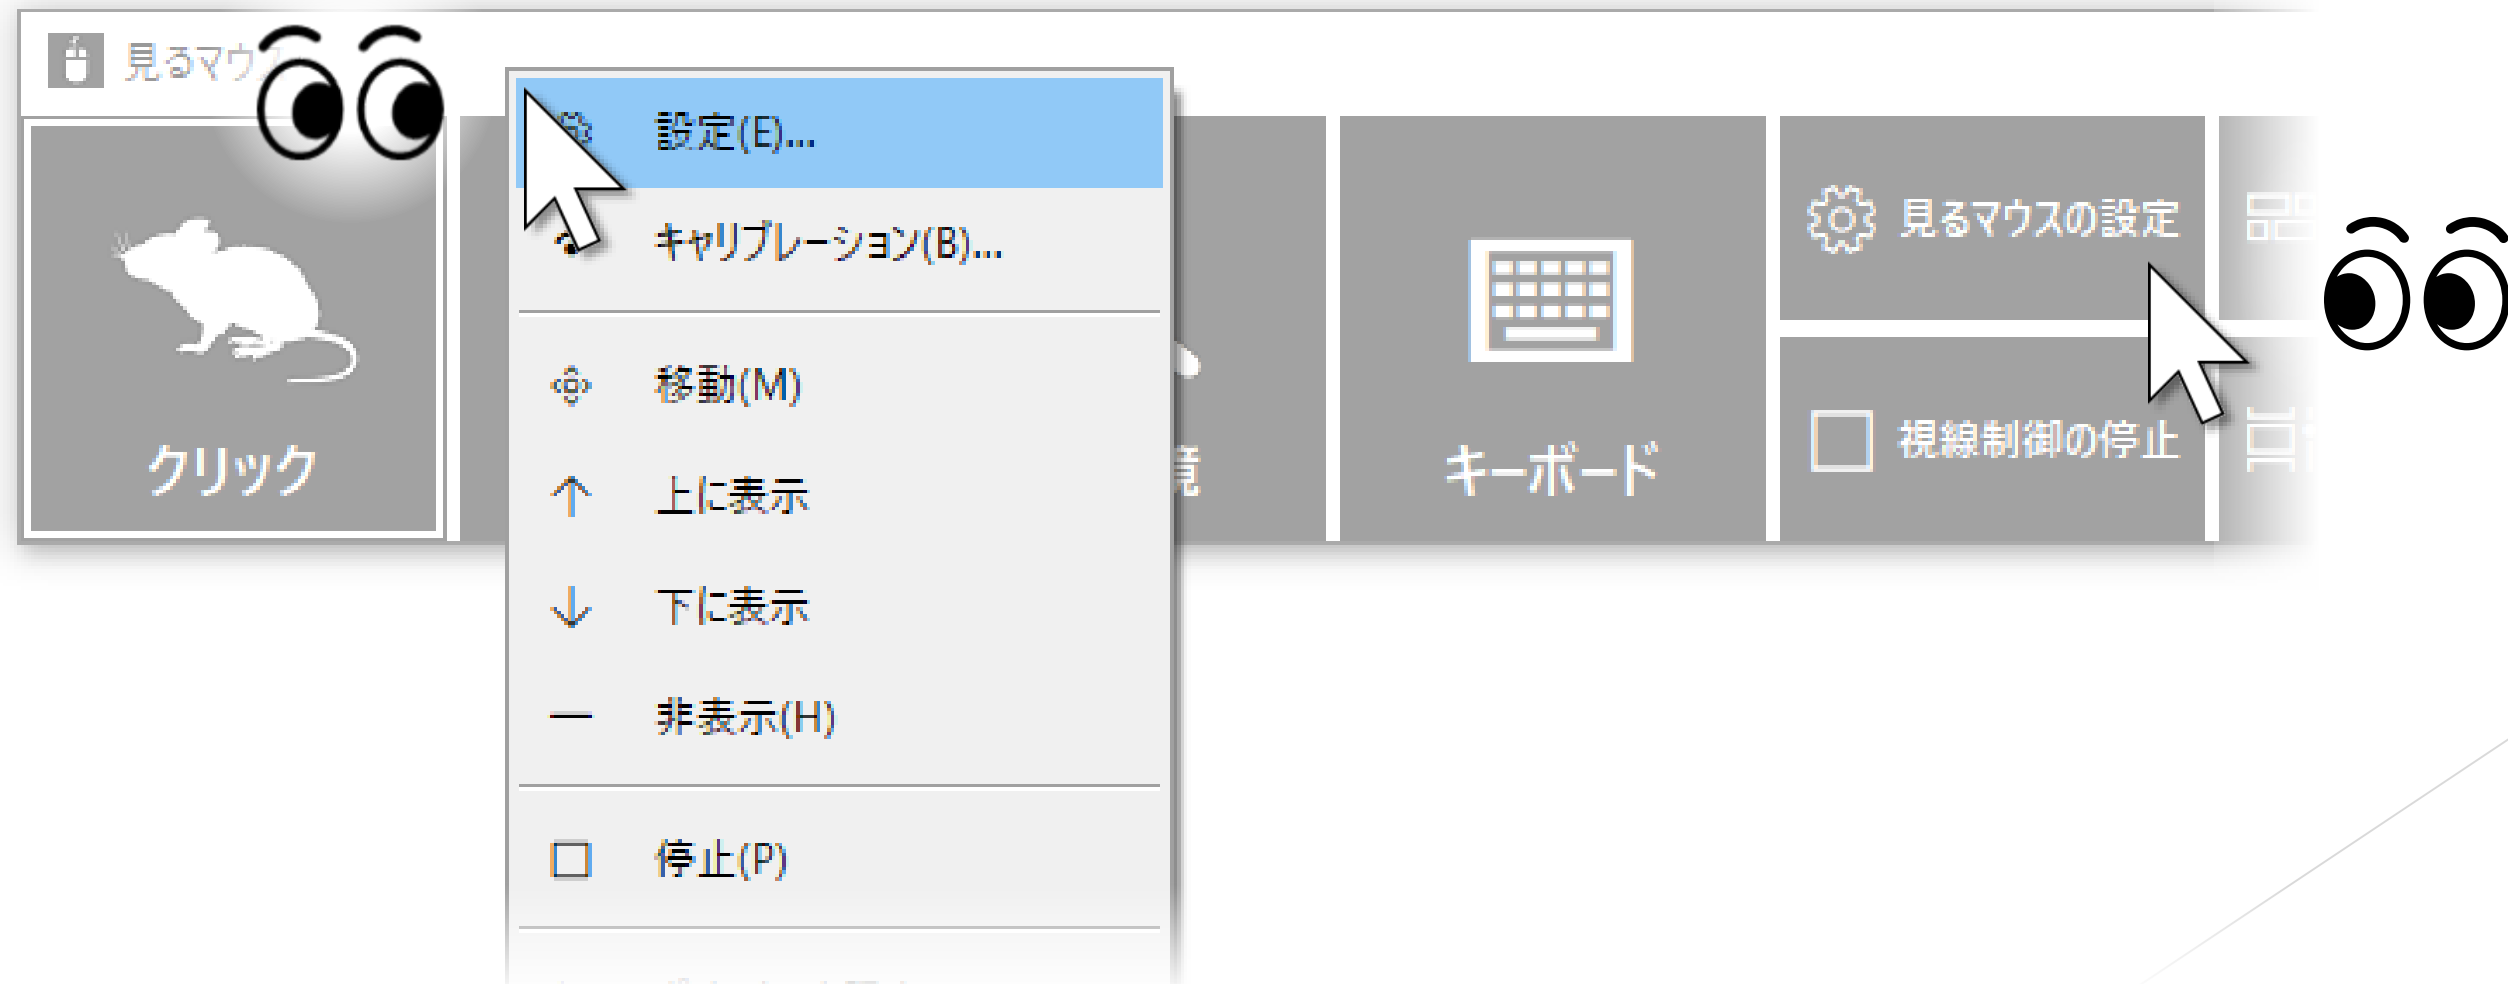 見るマウ
設定(E)...
キャリブレーション(B)...
移動(M)
上に表示
下に表示
非表示(H)
停止(P)
クリック
キーボード
見るマウスの設定
視線制御の停止